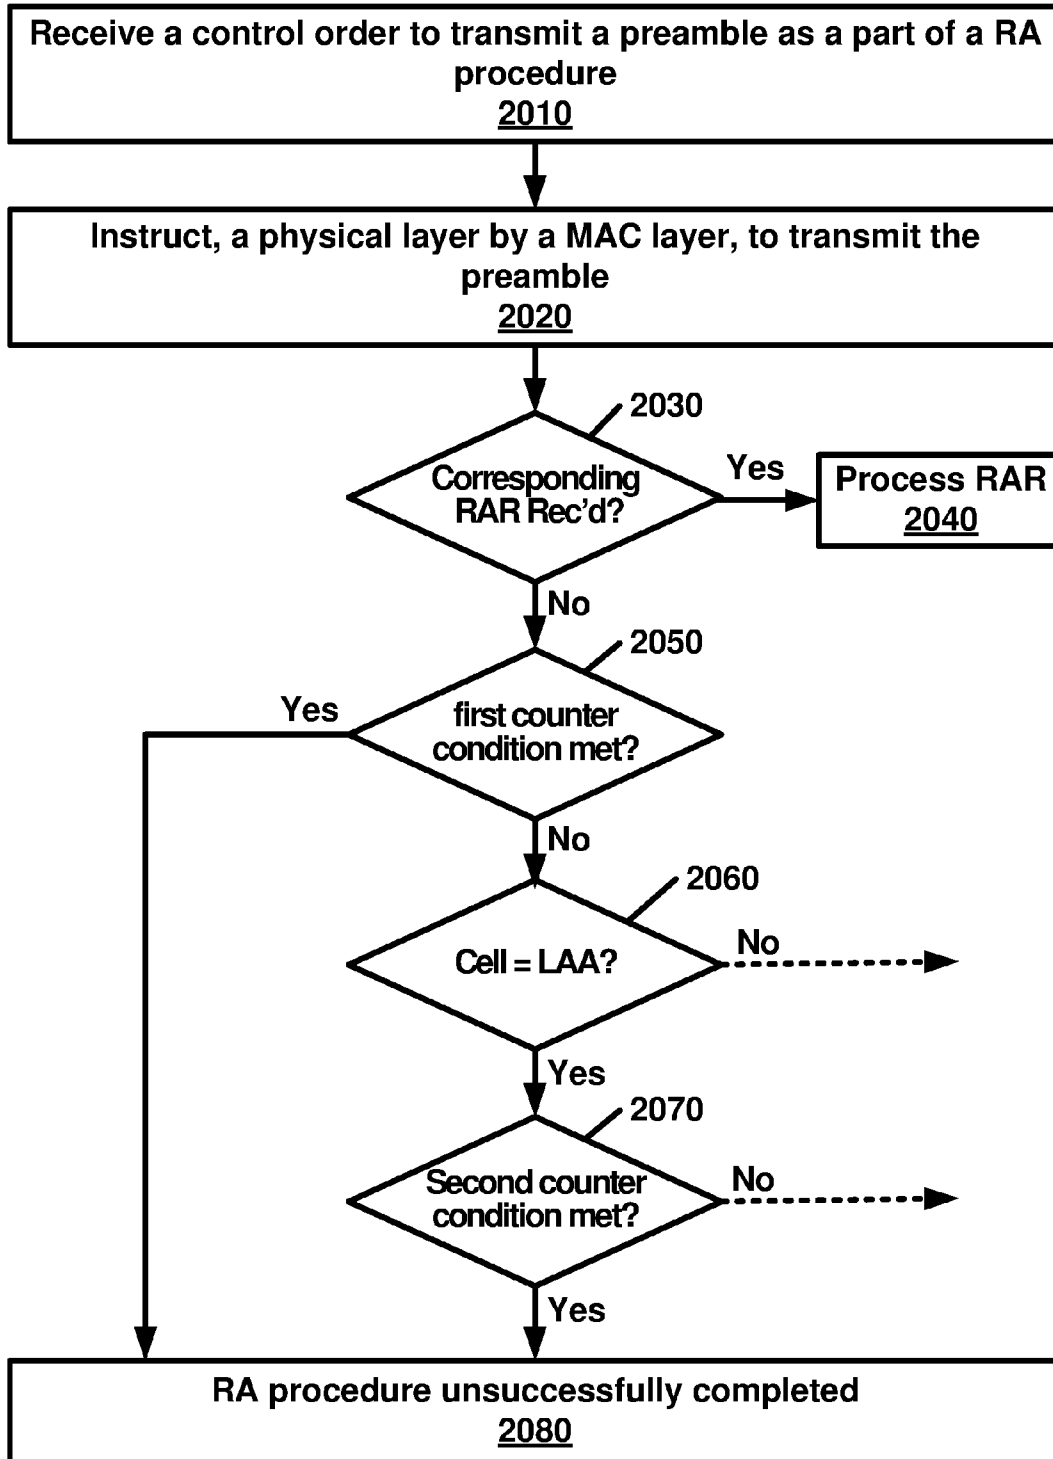 Receive a control order to transmit a preamble as a part of a RA
procedure
2010
Instruct, a physical layer by a MAC layer, to transmit the
preamble
2020
2030
Corresponding
RAR Rec'd?
Yes
Process RAR
2040
No
2050
Yes
first counter
condition met?
No
2060
Cell = LAA?
No
Yes
2070
Second counter
condition met?
No
Yes
RA procedure unsuccessfully completed
2080